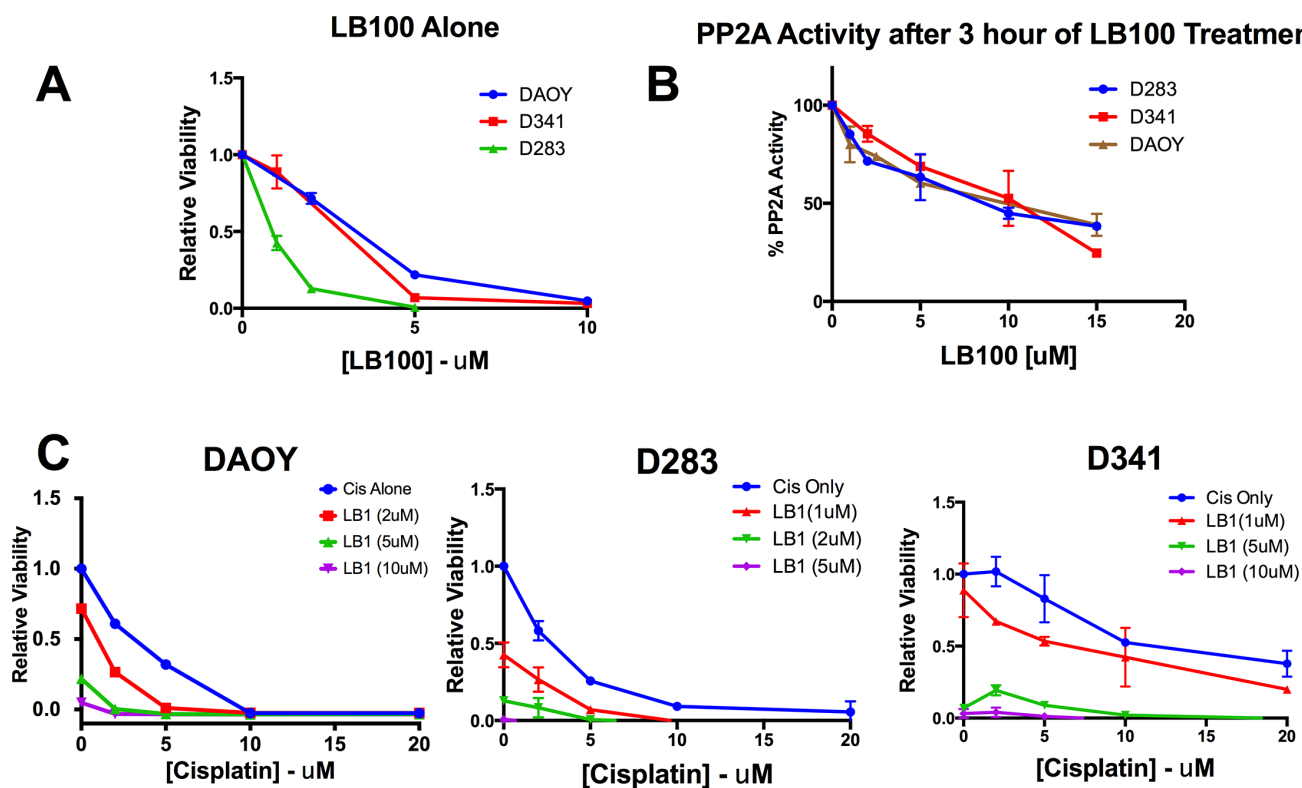 LB100 Alone
PP2A Activity after 3 hour of LB100 Treatmen
A
1.5
1.0
0.5
0.0
Relative Viability
DAOY
D341
D283
0
5
10
[LB100] - uM
B
100
50
0
% PP2A Activity
D283
D341
DAOY
0
5
10
15
20
LB100 [uM]
C
DAOY
1.5
1.0
0.5
0.0
Relative Viability
Cis Alone
LB1 (2uM)
LB1 (5uM)
LB1 (10uM)
0
5
10
15
20
[Cisplatin] - uM
D283
1.5
1.0
0.5
0.0
Relative Viability
Cis Only
LB1(1uM)
LB1 (2uM)
LB1 (5uM)
0
5
10
15
20
[Cisplatin] - uM
D341
1.5
1.0
0.5
0.0
Relative Viability
Cis Only
LB1(1uM)
LB1 (5uM)
LB1 (10uM)
0
5
10
15
20
[Cisplatin] - uM